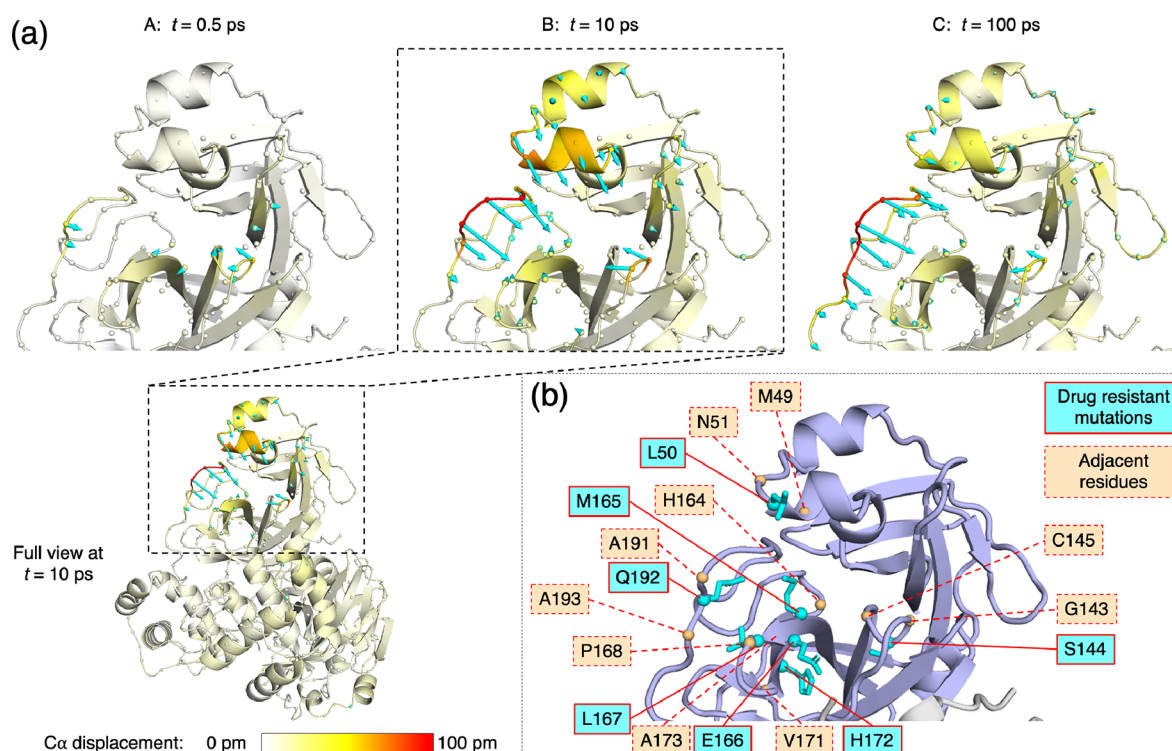 (a)
A: t = 0.5 ps
B: t = 10 ps
C: t = 100 ps
Full view at
t = 10 ps
Cα displacement: 0 pm 100 pm
(b)
M49
N51
L50
H164
M165
A191
Q192
A193
P168
L167
A173
E166
V171
H172
Drug resistant
mutations
Adjacent
residues
C145
G143
S144